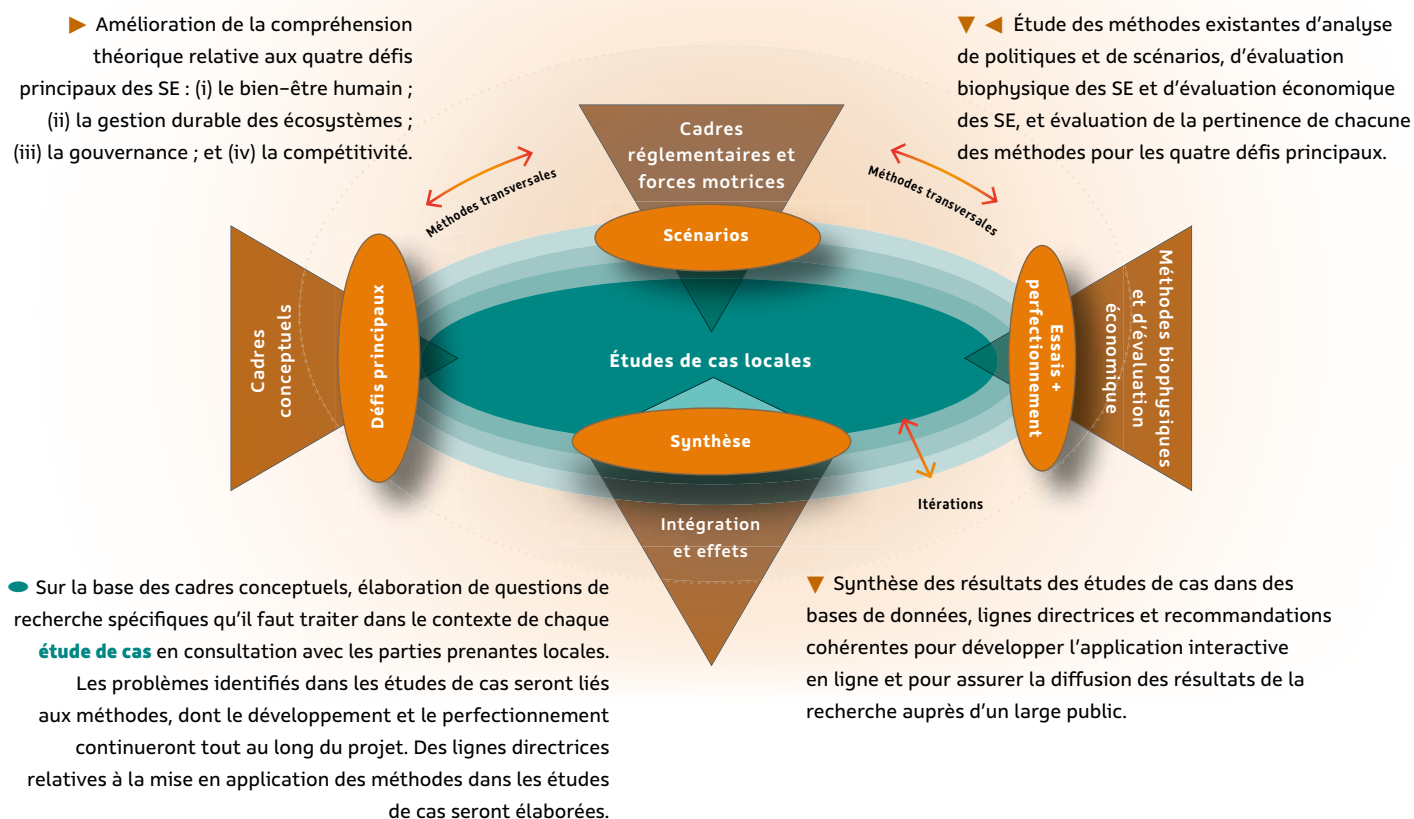 ► Amélioration de la compréhension
théorique relative aux quatre défis
principaux des SE : (i) le bien–être humain ;
(ii) la gestion durable des écosystèmes ;
(iii) la gouvernance ; et (iv) la compétitivité.
▼ ◄ Étude des méthodes existantes d'analyse
de politiques et de scénarios, d'évaluation
biophysique des SE et d'évaluation économique
des SE, et évaluation de la pertinence de chacune
des méthodes pour les quatre défis principaux.
Cadres
réglementaires et
forces motrices
Méthodes transversales
Méthodes transversales
Scénarios
Cadres
conceptuels
Défis principaux
Études de cas locales
Essais +
perfectionnement
Méthodes biophysiques
et d'évaluation
économique
Synthèse
Itérations
Intégration
et effets
Sur la base des cadres conceptuels, élaboration de questions de
recherche spécifiques qu'il faut traiter dans le contexte de chaque
étude de cas en consultation avec les parties prenantes locales.
Les problèmes identifiés dans les études de cas seront liés
aux méthodes, dont le développement et le perfectionnement
continueront tout au long du projet. Des lignes directrices
relatives à la mise en application des méthodes dans les études
de cas seront élaborées.
▼ Synthèse des résultats des études de cas dans des
bases de données, lignes directrices et recommandations
cohérentes pour développer l'application interactive
en ligne et pour assurer la diffusion des résultats de la
recherche auprès d'un large public.